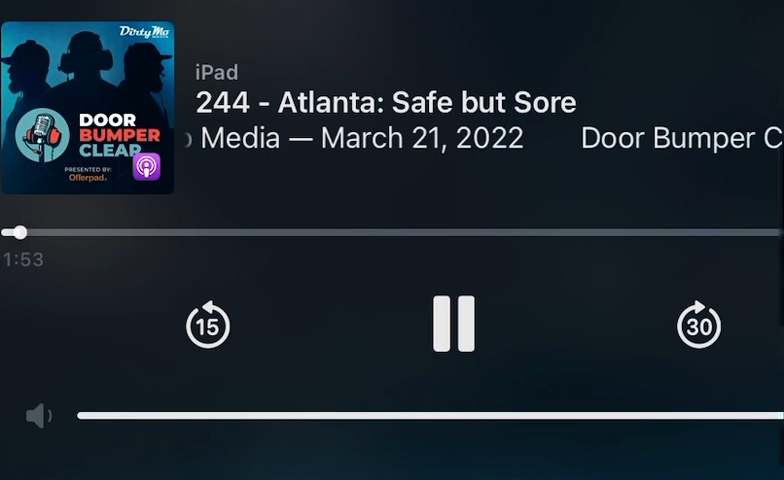 Dirty Mo
DOOR
BUMPER
CLEAR
PRESENTED BY:
Offerpad.
iPad
244 - Atlanta: Safe but Sore
Media — March 21, 2022 Door Bumper C
1:53
15
30